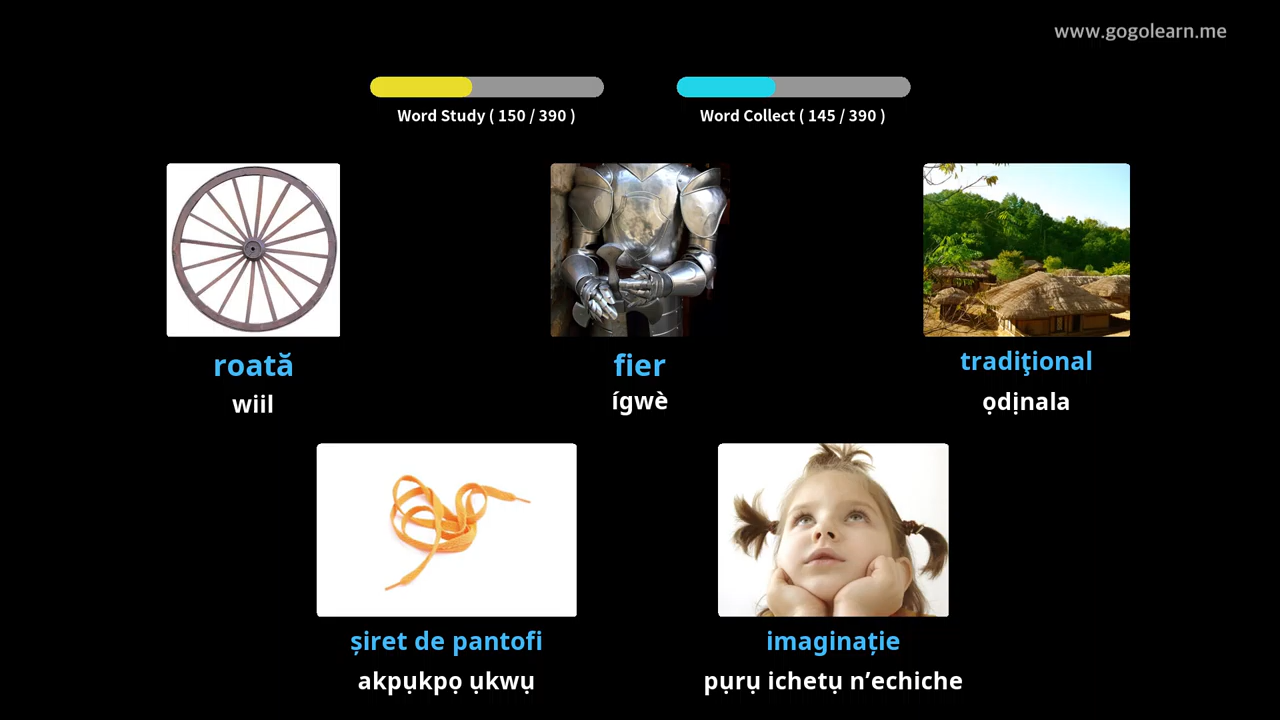 www.gogolearn.me
Word Study ( 150 / 390 )
Word Collect ( 145 / 390 )
roată
fier
tradiţional
wiil
ígwè
ọdịnala
șiret de pantofi
imaginație
akpụkpọ ụkwụ
pụrụ ichetụ n’echiche